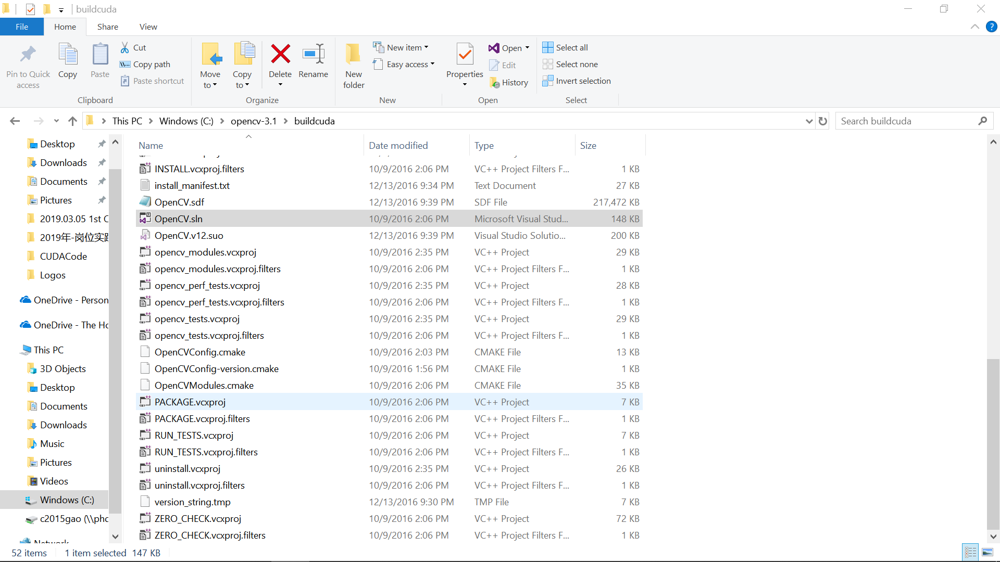 buildcuda
File Home Share View
Pin to Quick access
Copy
Paste
Cut
Copy path
Paste shortcut
Clipboard
Move to
Copy to
Delete
Rename
Organize
New folder
New item
Easy access
New
Properties
Open
Edit
History
Open
Select all
Select none
Invert selection
Select
This PC > Windows (C:) > opencv-3.1 > buildcuda
Search buildcuda
Desktop
Downloads
Documents
Pictures
2019.03.05 1st C
2019年-岗位实践
CUDACode
Logos
OneDrive - Person
OneDrive - The Ho
This PC
3D Objects
Desktop
Documents
Downloads
Music
Pictures
Videos
Windows (C:)
c2015gao (\\pho
Network
Name Date modified Type Size
INSTALL.vcxproj.filters 10/9/2016 2:06 PM VC++ Project Filters F... 1 KB
install_manifest.txt 12/13/2016 9:34 PM Text Document 27 KB
OpenCV.sdf 12/13/2016 9:39 PM SDF File 217,472 KB
OpenCV.sln 10/9/2016 2:06 PM Microsoft Visual Stud... 148 KB
OpenCV.v12.suo 12/13/2016 9:39 PM Visual Studio Solutio... 200 KB
opencv_modules.vcxproj 10/9/2016 2:35 PM VC++ Project 29 KB
opencv_modules.vcxproj.filters 10/9/2016 2:06 PM VC++ Project Filters F... 1 KB
opencv_perf_tests.vcxproj 10/9/2016 2:35 PM VC++ Project 28 KB
opencv_perf_tests.vcxproj.filters 10/9/2016 2:06 PM VC++ Project Filters F... 1 KB
opencv_tests.vcxproj 10/9/2016 2:35 PM VC++ Project 29 KB
opencv_tests.vcxproj.filters 10/9/2016 2:06 PM VC++ Project Filters F... 1 KB
OpenCVConfig.cmake 10/9/2016 2:03 PM CMAKE File 13 KB
OpenCVConfig-version.cmake 10/9/2016 1:56 PM CMAKE File 1 KB
OpenCVModules.cmake 10/9/2016 2:06 PM CMAKE File 35 KB
PACKAGE.vcxproj 10/9/2016 2:06 PM VC++ Project 7 KB
PACKAGE.vcxproj.filters 10/9/2016 2:06 PM VC++ Project Filters F... 1 KB
RUN_TESTS.vcxproj 10/9/2016 2:06 PM VC++ Project 7 KB
RUN_TESTS.vcxproj.filters 10/9/2016 2:06 PM VC++ Project Filters F... 1 KB
uninstall.vcxproj 10/9/2016 2:35 PM VC++ Project 26 KB
uninstall.vcxproj.filters 10/9/2016 2:06 PM VC++ Project Filters F... 1 KB
version_string.tmp 12/13/2016 9:30 PM TMP File 7 KB
ZERO_CHECK.vcxproj 10/9/2016 2:06 PM VC++ Project 72 KB
ZERO_CHECK.vcxproj.filters 10/9/2016 2:06 PM VC++ Project Filters F... 1 KB
52 items 1 item selected 147 KB